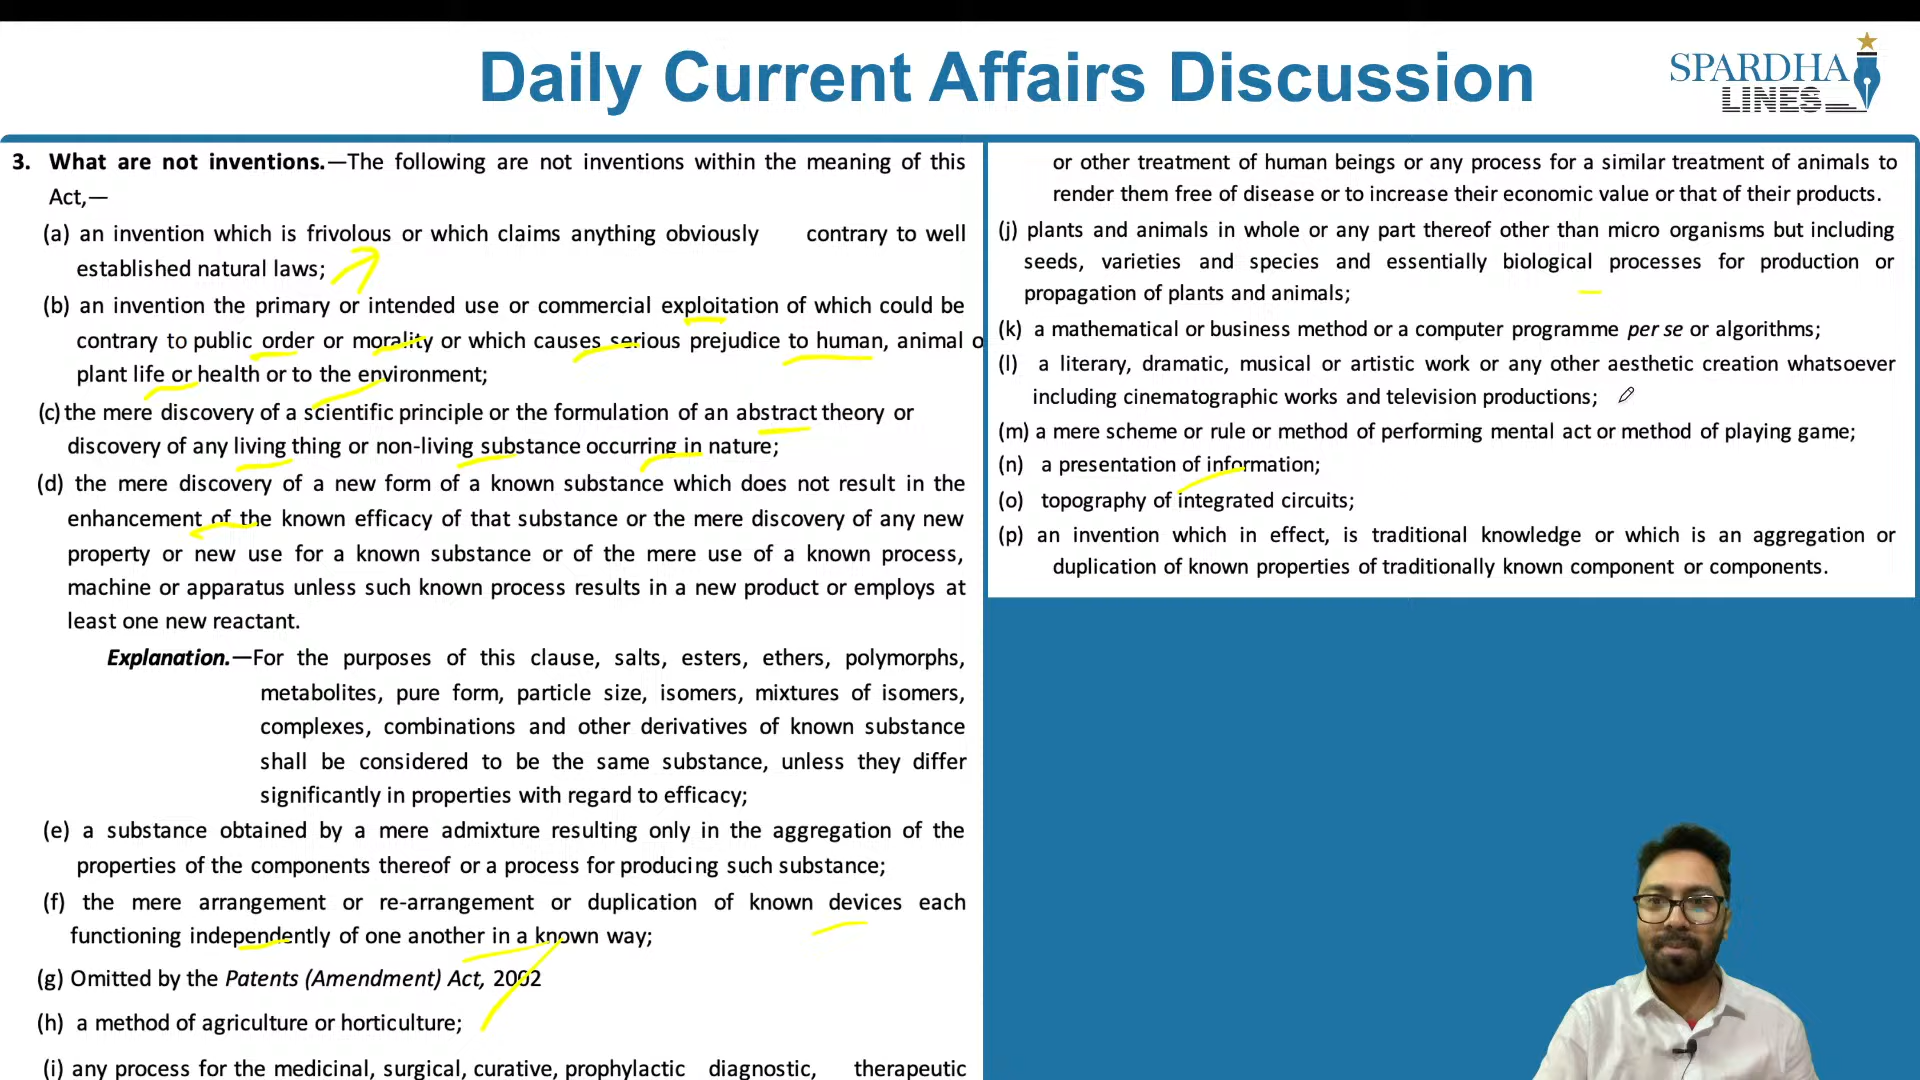 Daily Current Affairs Discussion
SPARDHA
LINES
3. What are not inventions.—The following are not inventions within the meaning of this
Act,—
(a) an invention which is frivolous or which claims anything obviously contrary to well
established natural laws;
(b) an invention the primary or intended use or commercial exploitation of which could be
contrary to public order or morality or which causes serious prejudice to human, animal o
plant life or health or to the environment;
(c) the mere discovery of a scientific principle or the formulation of an abstract theory or
discovery of any living thing or non-living substance occurring in nature;
(d) the mere discovery of a new form of a known substance which does not result in the
enhancement of the known efficacy of that substance or the mere discovery of any new
property or new use for a known substance or of the mere use of a known process,
machine or apparatus unless such known process results in a new product or employs at
least one new reactant.
Explanation.—For the purposes of this clause, salts, esters, ethers, polymorphs,
metabolites, pure form, particle size, isomers, mixtures of isomers,
complexes, combinations and other derivatives of known substance
shall be considered to be the same substance, unless they differ
significantly in properties with regard to efficacy;
(e) a substance obtained by a mere admixture resulting only in the aggregation of the
properties of the components thereof or a process for producing such substance;
(f) the mere arrangement or re-arrangement or duplication of known devices each
functioning independently of one another in a known way;
(g) Omitted by the Patents (Amendment) Act, 2002
(h) a method of agriculture or horticulture;
(i) any process for the medicinal, surgical, curative, prophylactic diagnostic, therapeutic
or other treatment of human beings or any process for a similar treatment of animals to
render them free of disease or to increase their economic value or that of their products.
(j) plants and animals in whole or any part thereof other than micro organisms but including
seeds, varieties and species and essentially biological processes for production or
propagation of plants and animals;
(k) a mathematical or business method or a computer programme per se or algorithms;
(l) a literary, dramatic, musical or artistic work or any other aesthetic creation whatsoever
including cinematographic works and television productions;
(m) a mere scheme or rule or method of performing mental act or method of playing game;
(n) a presentation of information;
(o) topography of integrated circuits;
(p) an invention which in effect, is traditional knowledge or which is an aggregation or
duplication of known properties of traditionally known component or components.